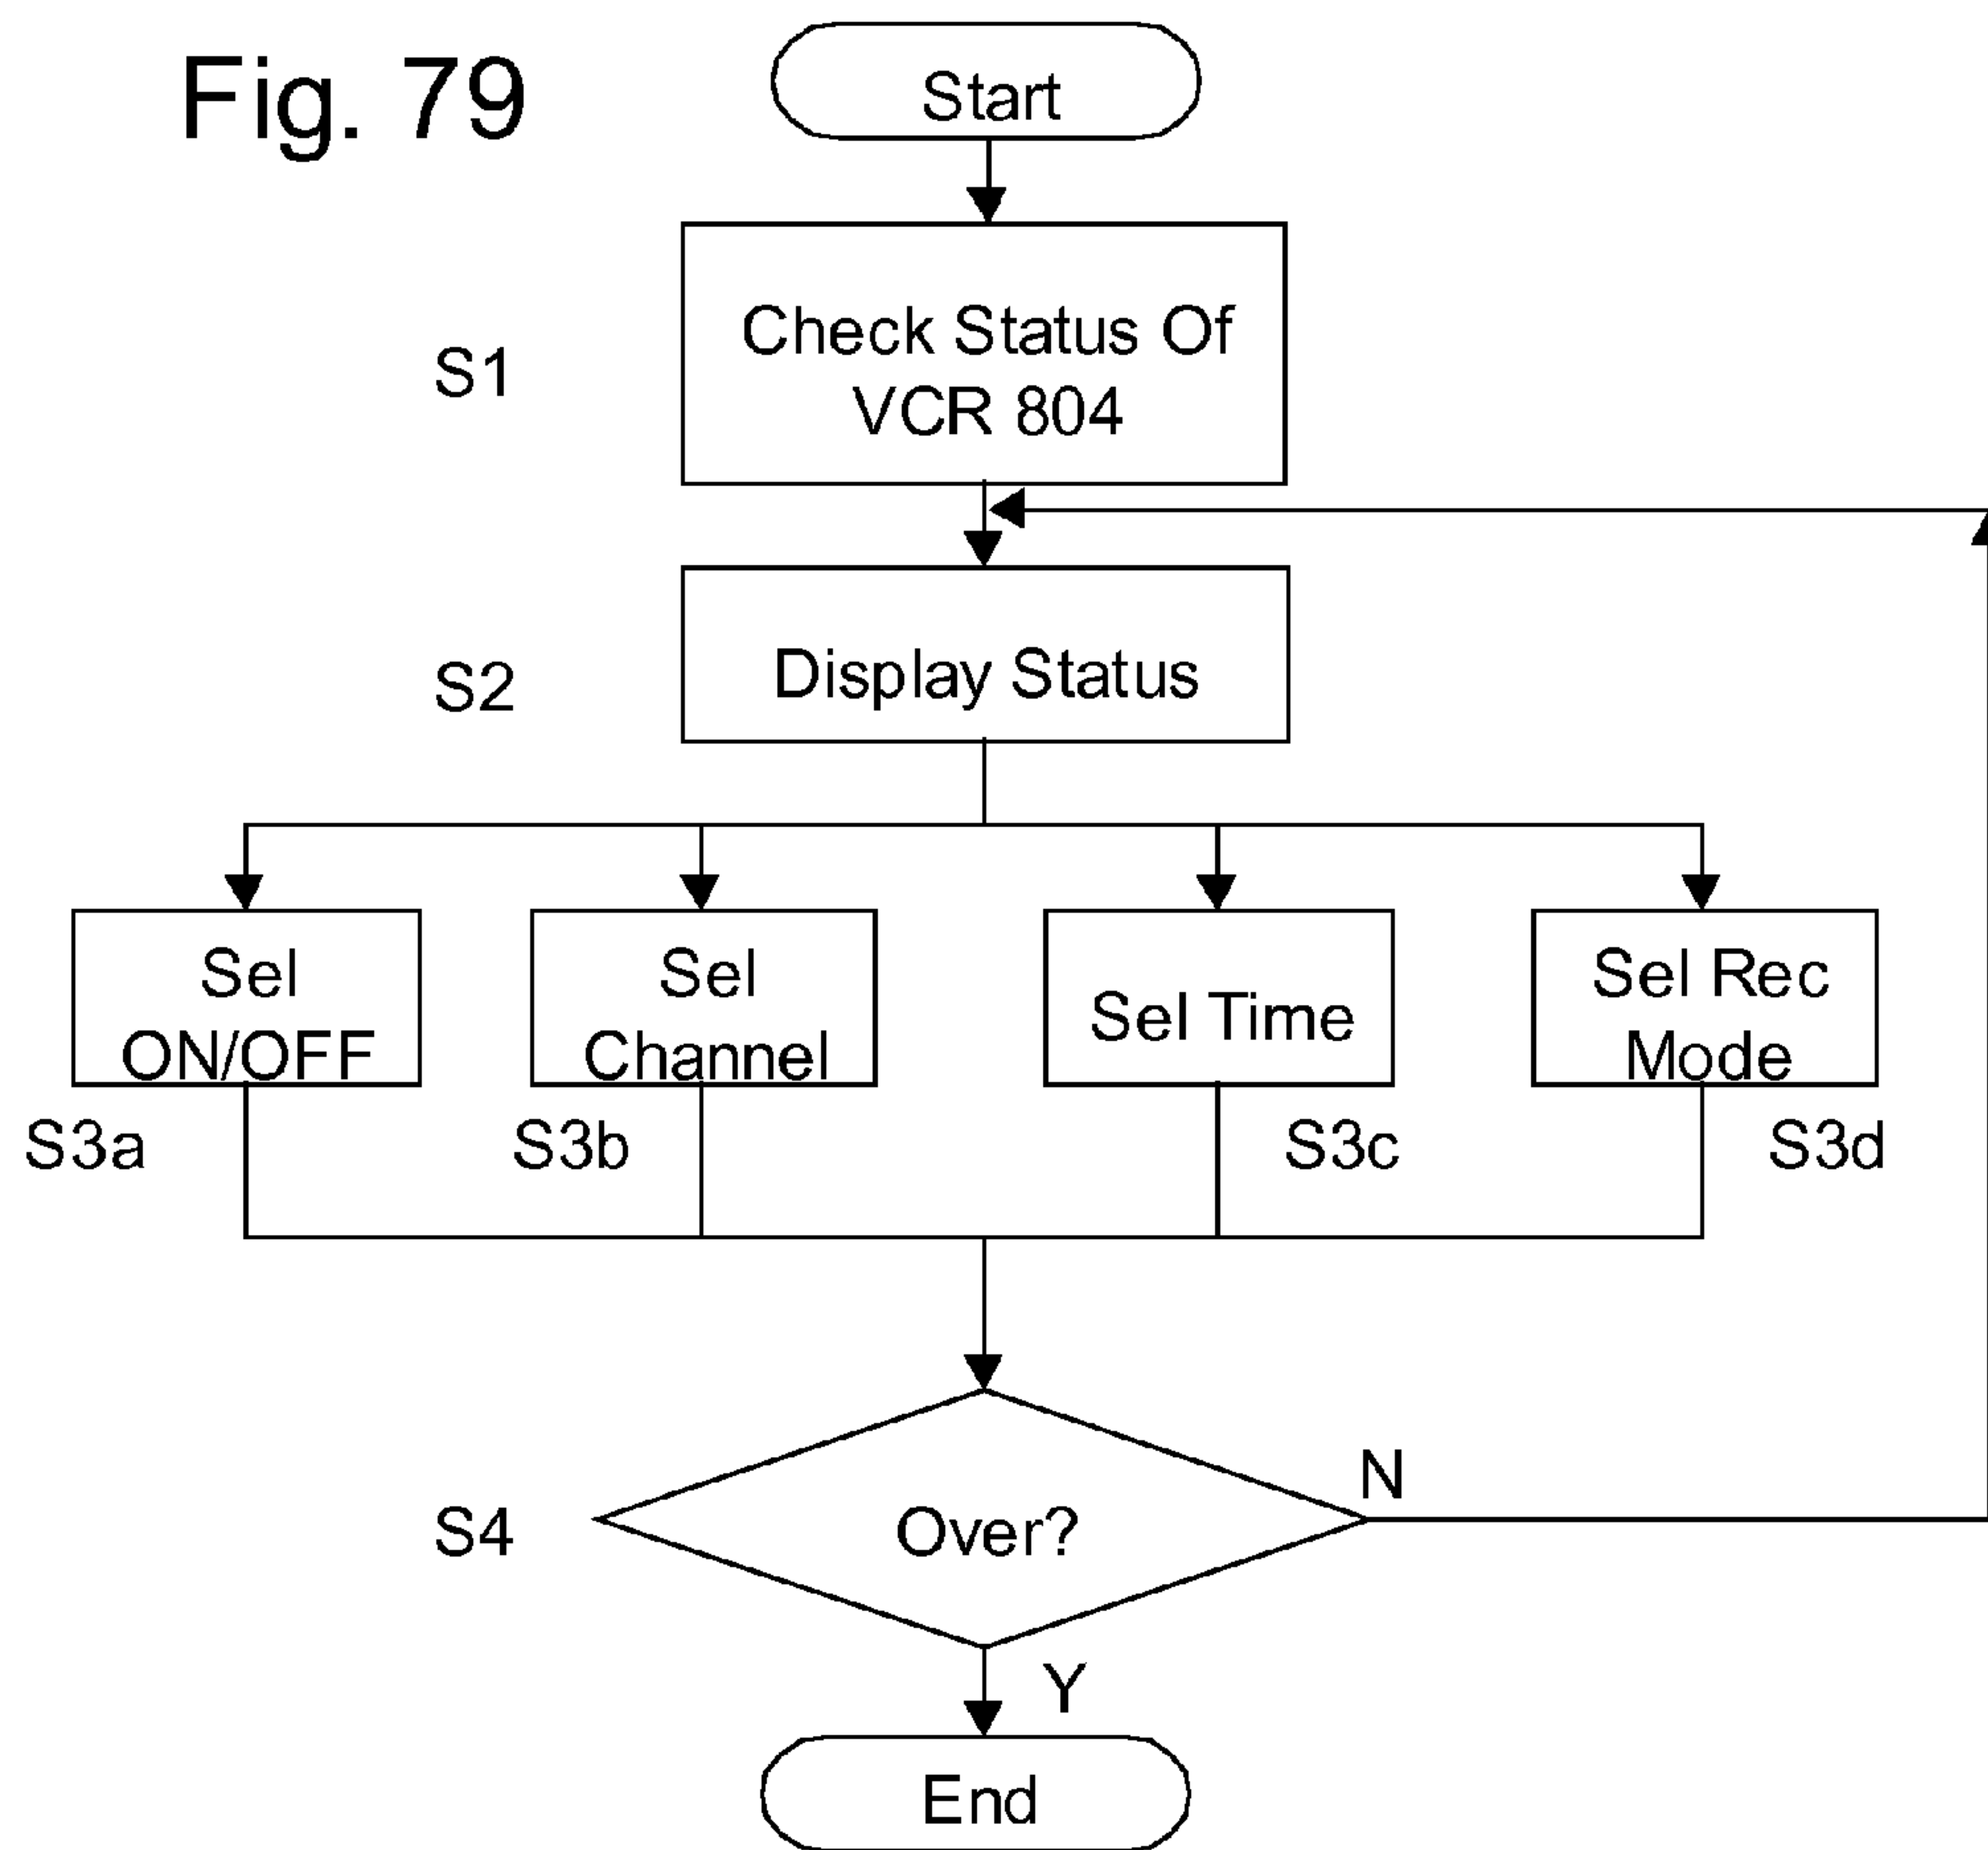 Fig. 79
Start
S1
Check Status Of
VCR 804
S2
Display Status
Sel
ON/OFF
Sel
Channel
Sel Time
Sel Rec
Mode
S3a
S3b
S3c
S3d
S4
Over?
N
Y
End